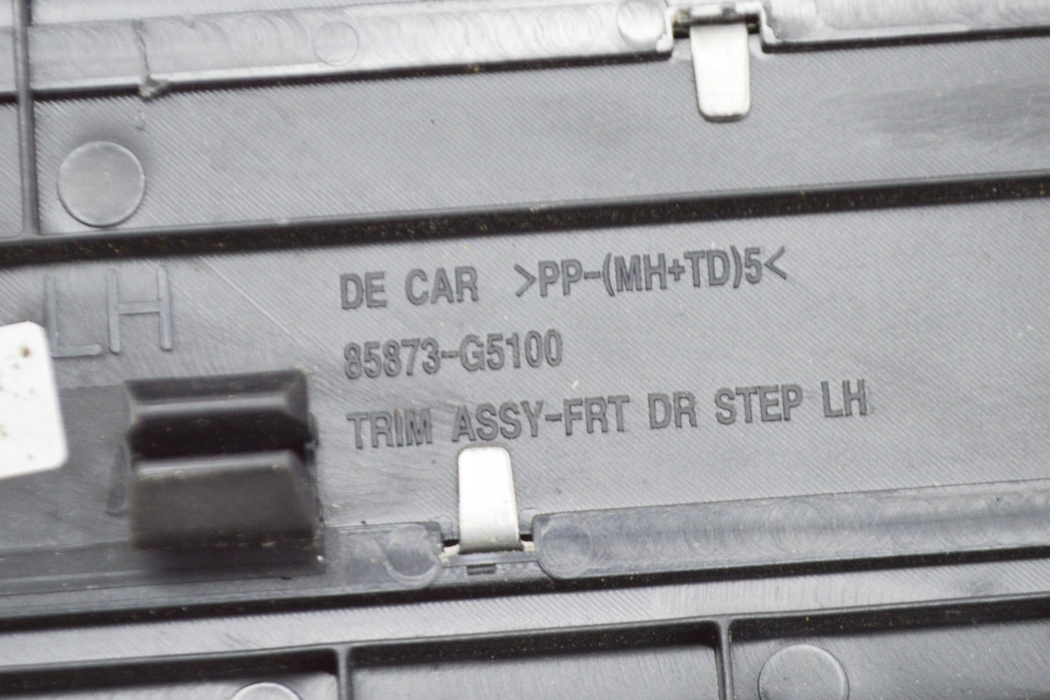 LH
DE CAR >PP-(MH+TD)5<
85873-G5100
TRIM ASSY-FRT DR STEP LH